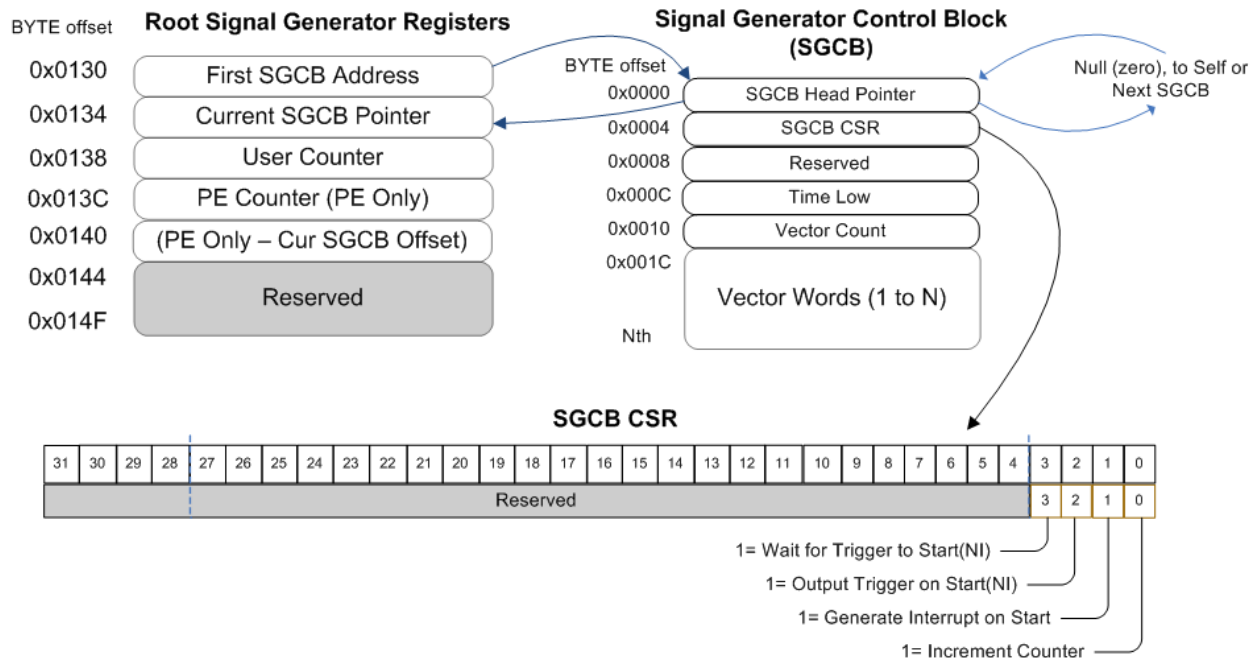 Root Signal Generator Registers
BYTE offset
0x0130
First SGCB Address
0x0134
Current SGCB Pointer
0x0138
User Counter
0x013C
PE Counter (PE Only)
0x0140
(PE Only – Cur SGCB Offset)
0x0144
Reserved
0x014F
Signal Generator Control Block
(SGCB)
BYTE offset
0x0000
SGCB Head Pointer
0x0004
SGCB CSR
0x0008
Reserved
0x000C
Time Low
0x0010
Vector Count
0x001C
Vector Words (1 to N)
Nth
Null (zero), to Self or
Next SGCB
SGCB CSR
31 30 29 28 27 26 25 24 23 22 21 20 19 18 17 16 15 14 13 12 11 10 9 8 7 6 5 4 3 2 1 0
Reserved 3 2 1 0
1= Wait for Trigger to Start(NI)
1= Output Trigger on Start(NI)
1= Generate Interrupt on Start
1= Increment Counter